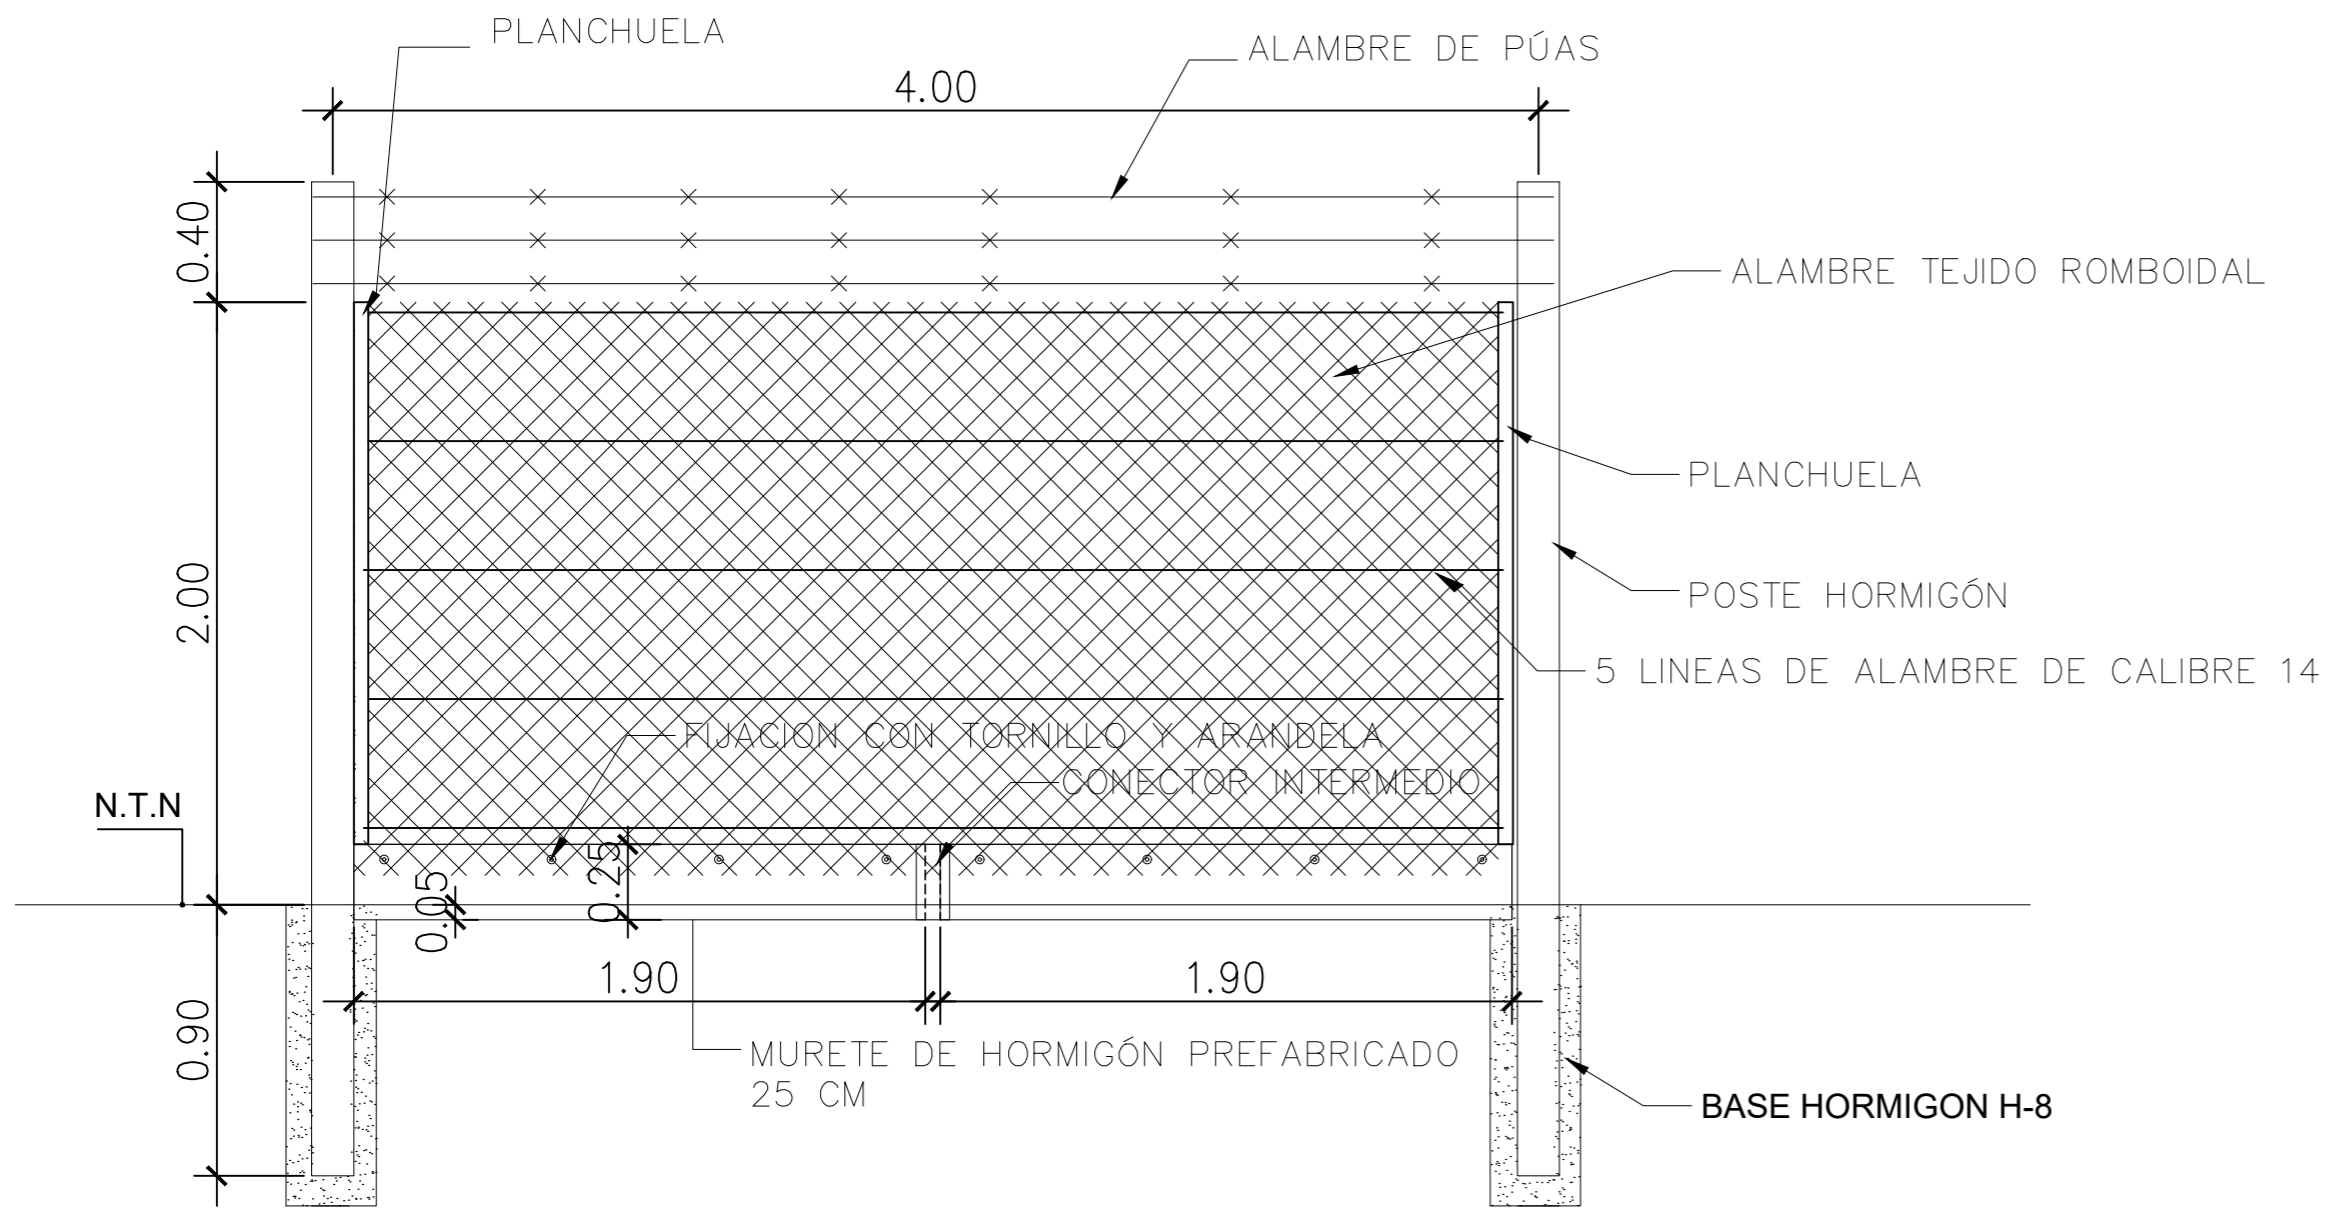 PLANCHUELA
ALAMBRE DE PÚAS
4.00
0.40
ALAMBRE TEJIDO ROMBOIDAL
PLANCHUELA
2.00
POSTE HORMIGÓN
5 LINEAS DE ALAMBRE DE CALIBRE 14
FIJACION CON TORNILLO Y ARANDELA
CONECTOR INTERMEDIO
N.T.N
0.25
0.05
1.90
1.90
0.90
MURETE DE HORMIGÓN PREFABRICADO
25 CM
BASE HORMIGON H-8